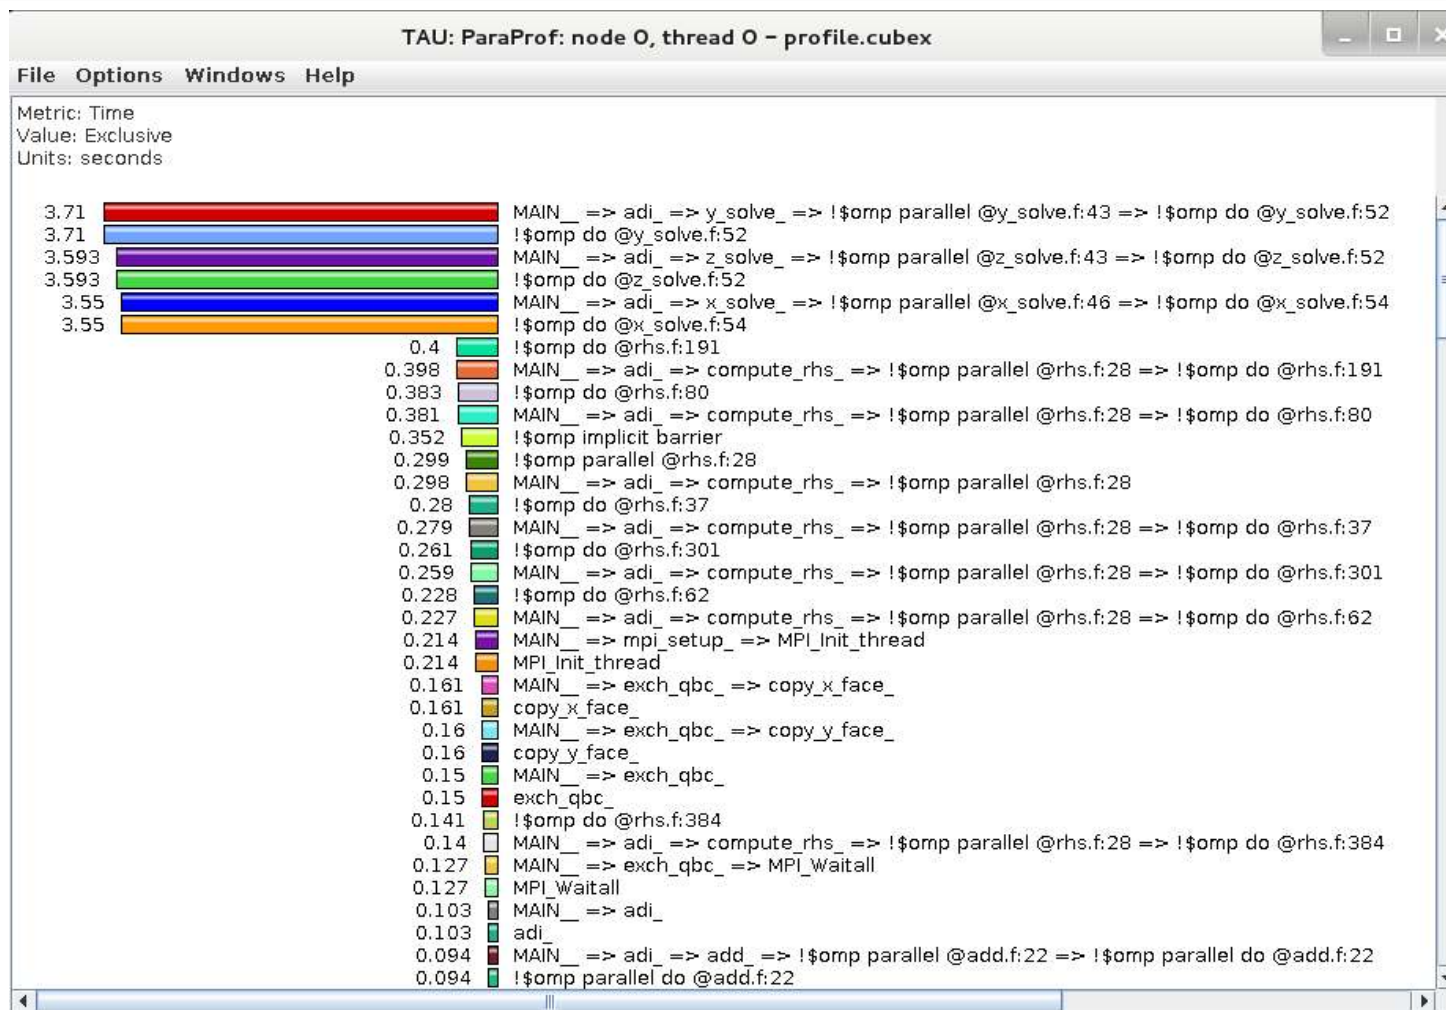 TAU: ParaProf: node 0, thread 0 – profile.cubex
File Options Windows Help
Metric: Time
Value: Exclusive
Units: seconds
3.71 MAIN__ => adi_ => y_solve_ => !$omp parallel @y_solve.f:43 => !$omp do @y_solve.f:52
3.71 !$omp do @y_solve.f:52
3.593 MAIN__ => adi_ => z_solve_ => !$omp parallel @z_solve.f:43 => !$omp do @z_solve.f:52
3.593 !$omp do @z_solve.f:52
3.55 MAIN__ => adi_ => x_solve_ => !$omp parallel @x_solve.f:46 => !$omp do @x_solve.f:54
3.55 !$omp do @x_solve.f:54
0.4 !$omp do @rhs.f:191
0.398 MAIN__ => adi_ => compute_rhs_ => !$omp parallel @rhs.f:28 => !$omp do @rhs.f:191
0.383 !$omp do @rhs.f:80
0.381 MAIN__ => adi_ => compute_rhs_ => !$omp parallel @rhs.f:28 => !$omp do @rhs.f:80
0.352 !$omp implicit barrier
0.299 !$omp parallel @rhs.f:28
0.298 MAIN__ => adi_ => compute_rhs_ => !$omp parallel @rhs.f:28
0.28 !$omp do @rhs.f:37
0.279 MAIN__ => adi_ => compute_rhs_ => !$omp parallel @rhs.f:28 => !$omp do @rhs.f:37
0.261 !$omp do @rhs.f:301
0.259 MAIN__ => adi_ => compute_rhs_ => !$omp parallel @rhs.f:28 => !$omp do @rhs.f:301
0.228 !$omp do @rhs.f:62
0.227 MAIN__ => adi_ => compute_rhs_ => !$omp parallel @rhs.f:28 => !$omp do @rhs.f:62
0.214 MAIN__ => mpi_setup_ => MPI_Init_thread
0.214 MPI_Init_thread
0.161 MAIN__ => exch_qbc_ => copy_x_face_
0.161 copy_x_face_
0.16 MAIN__ => exch_qbc_ => copy_y_face_
0.16 copy_y_face_
0.15 MAIN__ => exch_qbc_
0.15 exch_qbc_
0.141 !$omp do @rhs.f:384
0.14 MAIN__ => adi_ => compute_rhs_ => !$omp parallel @rhs.f:28 => !$omp do @rhs.f:384
0.127 MAIN__ => exch_qbc_ => MPI_Waitall
0.127 MPI_Waitall
0.103 MAIN__ => adi_
0.103 adi_
0.094 MAIN__ => adi_ => add_ => !$omp parallel @add.f:22 => !$omp parallel do @add.f:22
0.094 !$omp parallel do @add.f:22